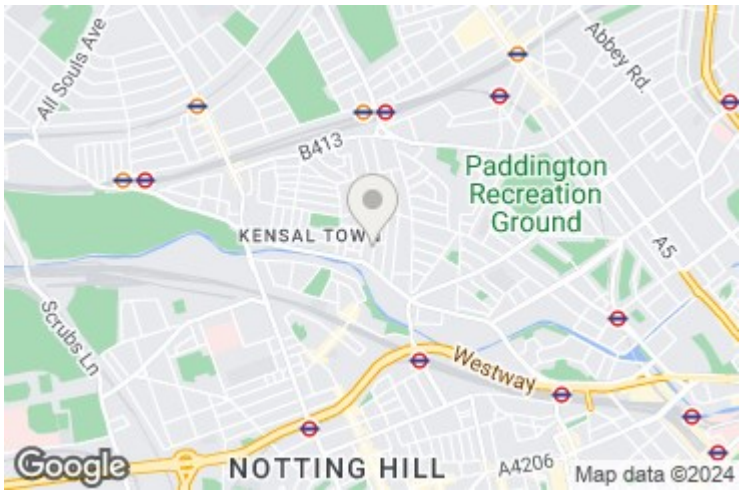 All Souls Ave
Abbey Rd.
B413
Paddington
Recreation
Ground
KENSAL TOW
A5
Scrubs Ln
Westway
Google
NOTTING HILL
A4206
Map data ©2024